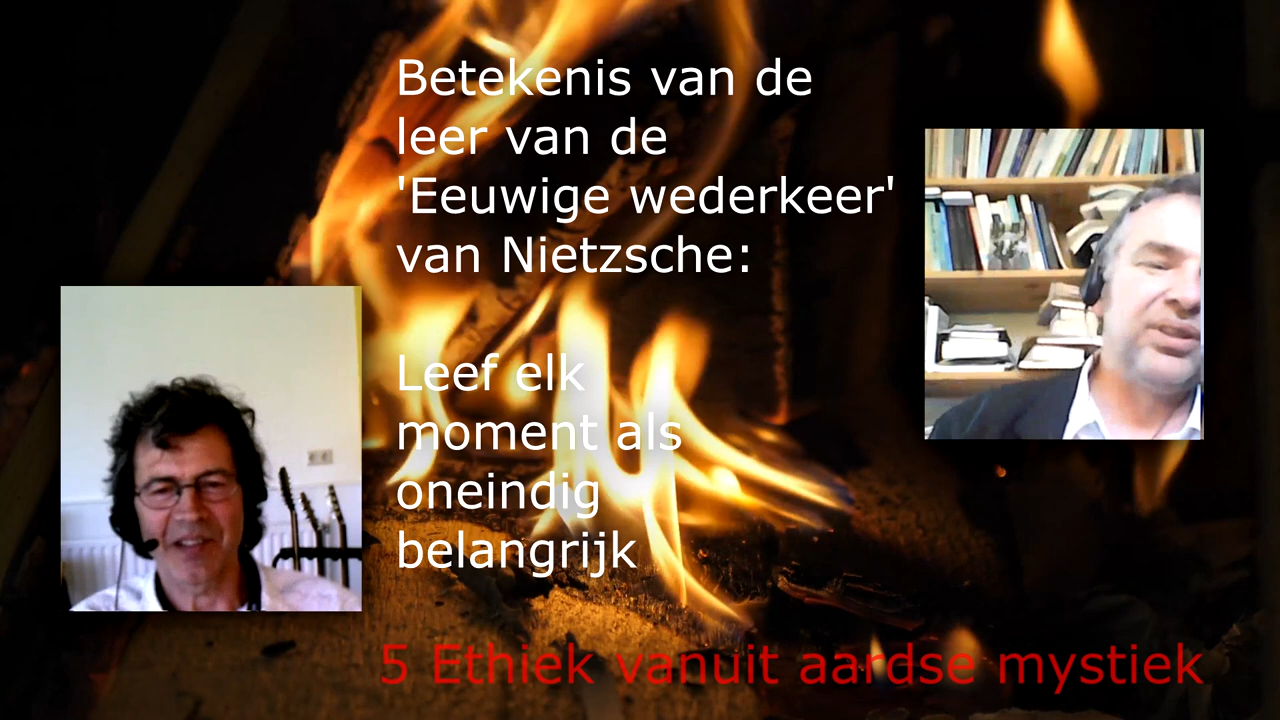 Betekenis van de
leer van de
'Eeuwige wederkeer'
van Nietzsche:
Leef elk
moment als
oneindig
belangrijk
5 Ethiek vanuit aardse mystiek